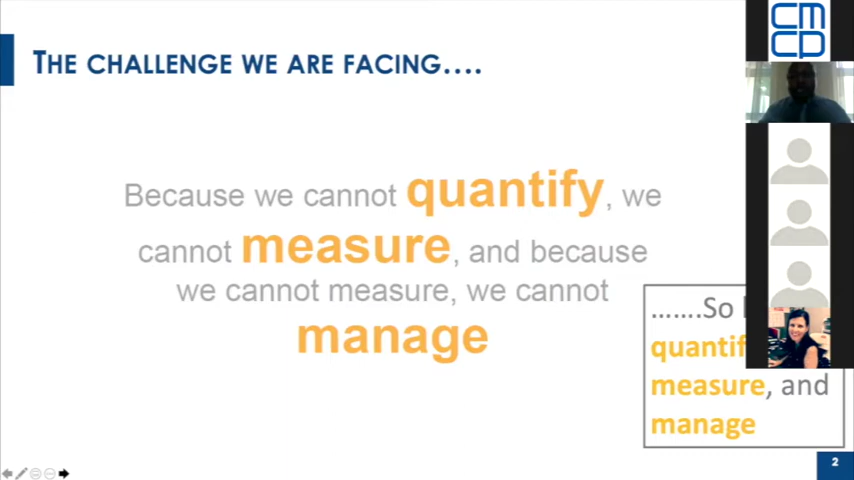 THE CHALLENGE WE ARE FACING....
Because we cannot quantify, we
cannot measure, and because
we cannot measure, we cannot
manage
.......So
measure, and
manage
2
CMCP